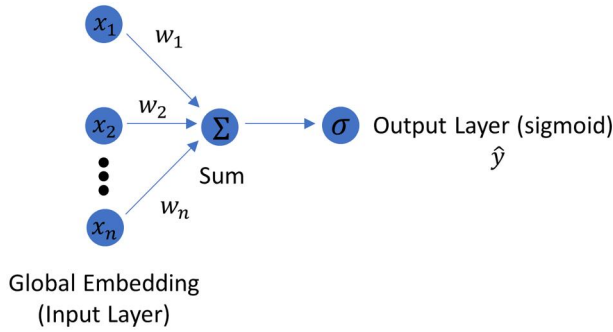 x₁
w₁
x₂
w₂
Σ
σ
Output Layer (sigmoid)
ŷ
Sum
wₙ
xₙ
Global Embedding
(Input Layer)